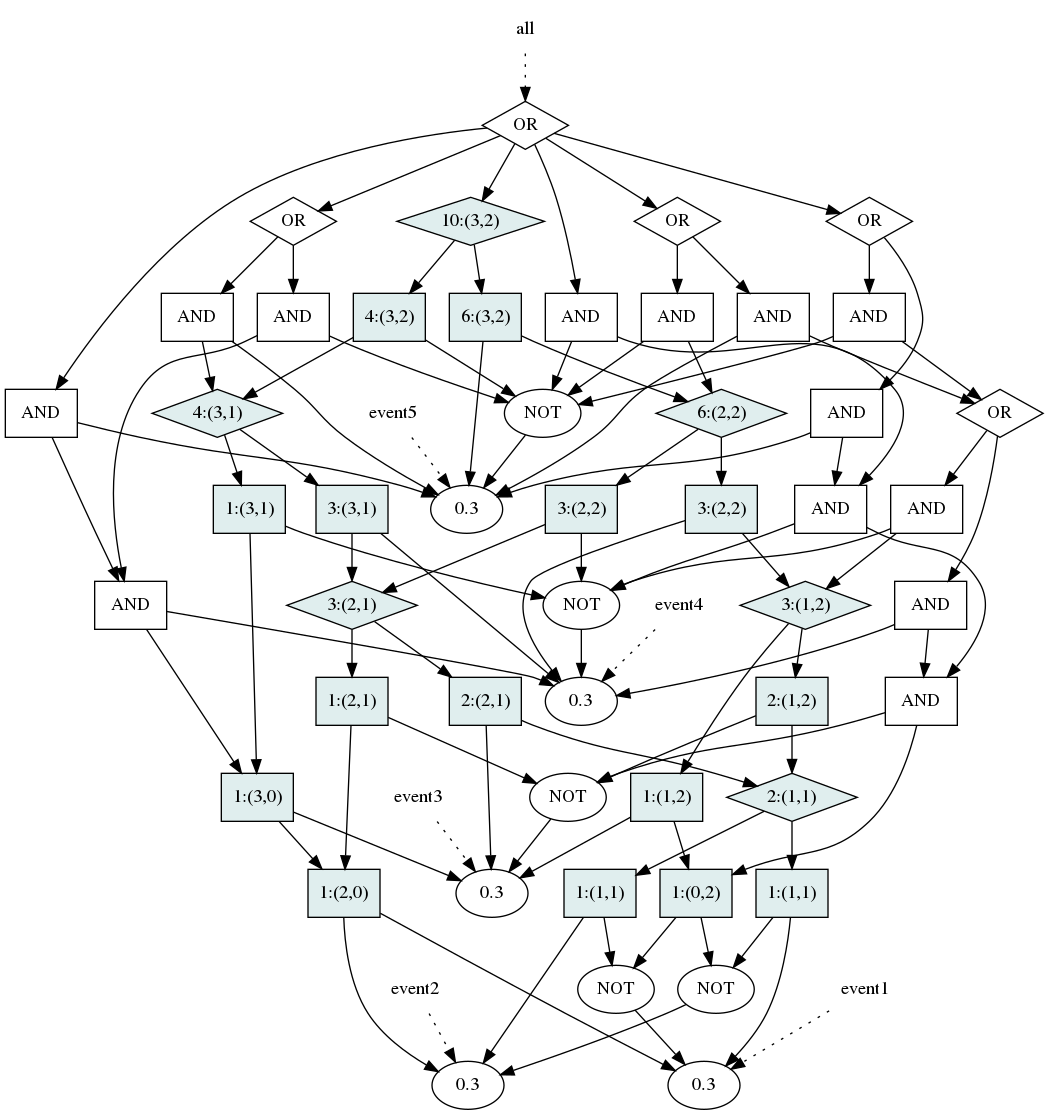 all
OR
OR
10:(3,2)
OR
OR
AND
AND
4:(3,2)
6:(3,2)
AND
AND
AND
AND
AND
4:(3,1)
event5
NOT
6:(2,2)
AND
OR
1:(3,1)
3:(3,1)
0.3
3:(2,2)
3:(2,2)
AND
AND
AND
3:(2,1)
NOT
event4
3:(1,2)
AND
1:(2,1)
2:(2,1)
0.3
2:(1,2)
AND
1:(3,0)
event3
NOT
1:(1,2)
2:(1,1)
1:(2,0)
0.3
1:(1,1)
1:(0,2)
1:(1,1)
event2
NOT
NOT
event1
0.3
0.3